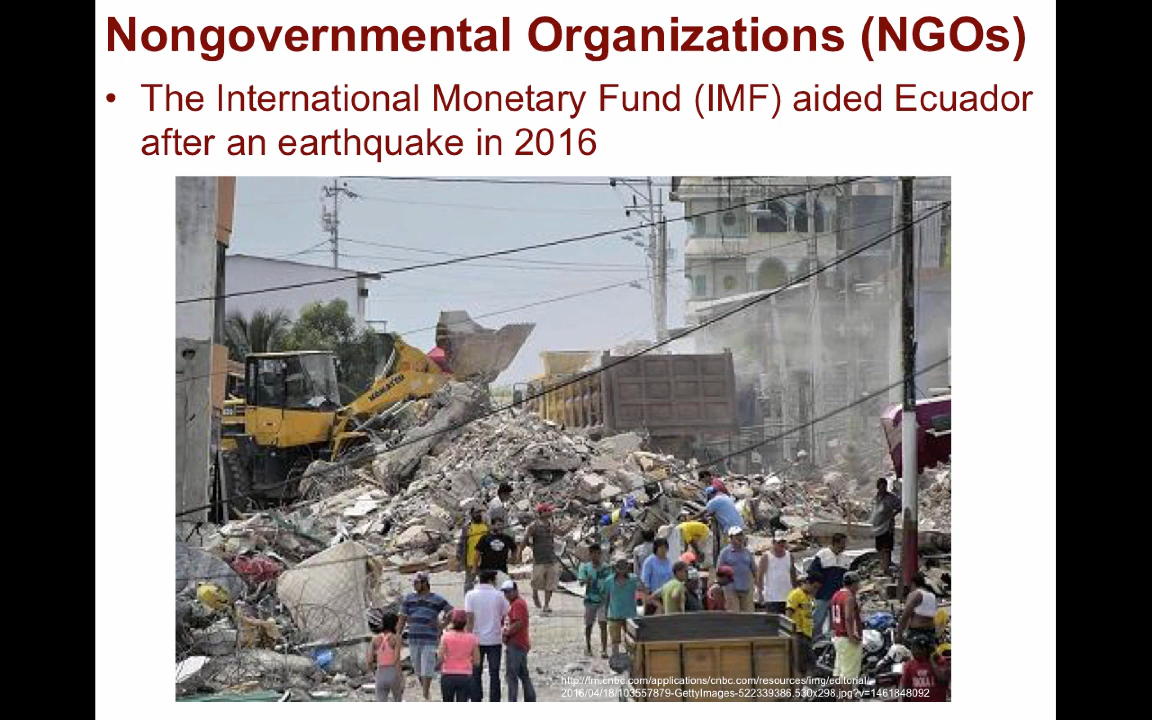 Nongovernmental Organizations (NGOs)
• The International Monetary Fund (IMF) aided Ecuador
after an earthquake in 2016
KOMATSU
http://fm.cnbc.com/applications/cnbc.com/resources/img/editorial/
2016/04/18/103557879-GettyImages-522339386.530x298.jpg?v=1461848092